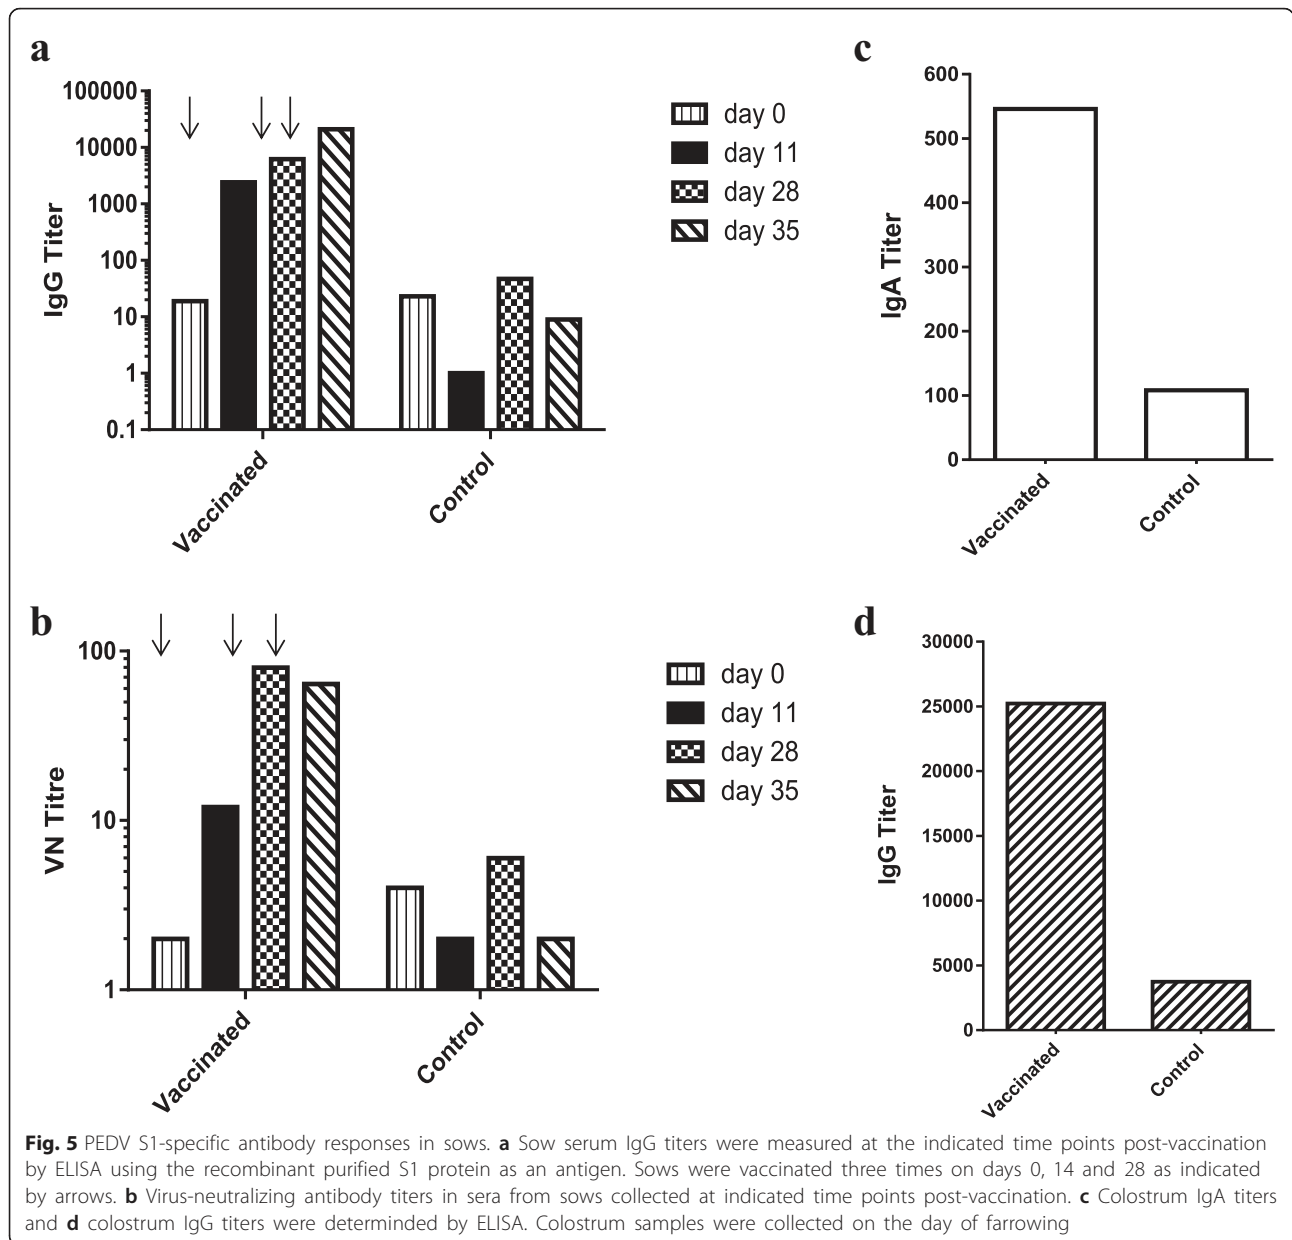 a
100000
10000
1000
100
10
1
0.1
IgG Titer
Vaccinated
Control
day 0
day 11
day 28
day 35
c
600
500
400
300
200
100
0
IgA Titer
Vaccinated
Control
b
100
10
1
VN Titre
Vaccinated
Control
day 0
day 11
day 28
day 35
d
30000
25000
20000
15000
10000
5000
0
IgG Titer
Vaccinated
Control
Fig. 5 PEDV S1-specific antibody responses in sows. a Sow serum IgG titers were measured at the indicated time points post-vaccination
by ELISA using the recombinant purified S1 protein as an antigen. Sows were vaccinated three times on days 0, 14 and 28 as indicated
by arrows. b Virus-neutralizing antibody titers in sera from sows collected at indicated time points post-vaccination. c Colostrum IgA titers
and d colostrum IgG titers were determinded by ELISA. Colostrum samples were collected on the day of farrowing